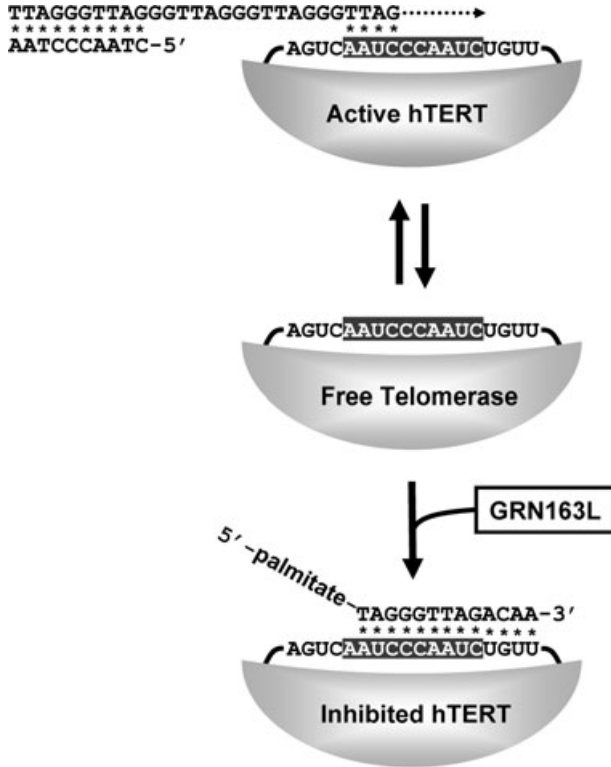 TTAGGGTTAGGGTTAGGGTTAGGGTTAG
**********
****
AATCCCAATC-5'
AGUCAAUCCCAAUCUGUU
Active hTERT
AGUCAAUCCCAAUCUGUU
Free Telomerase
GRN163L
5'-palmitate-
TAGGGTTAGACAA-3'
*************
AGUCAAUCCCAAUCUGUU
Inhibited hTERT